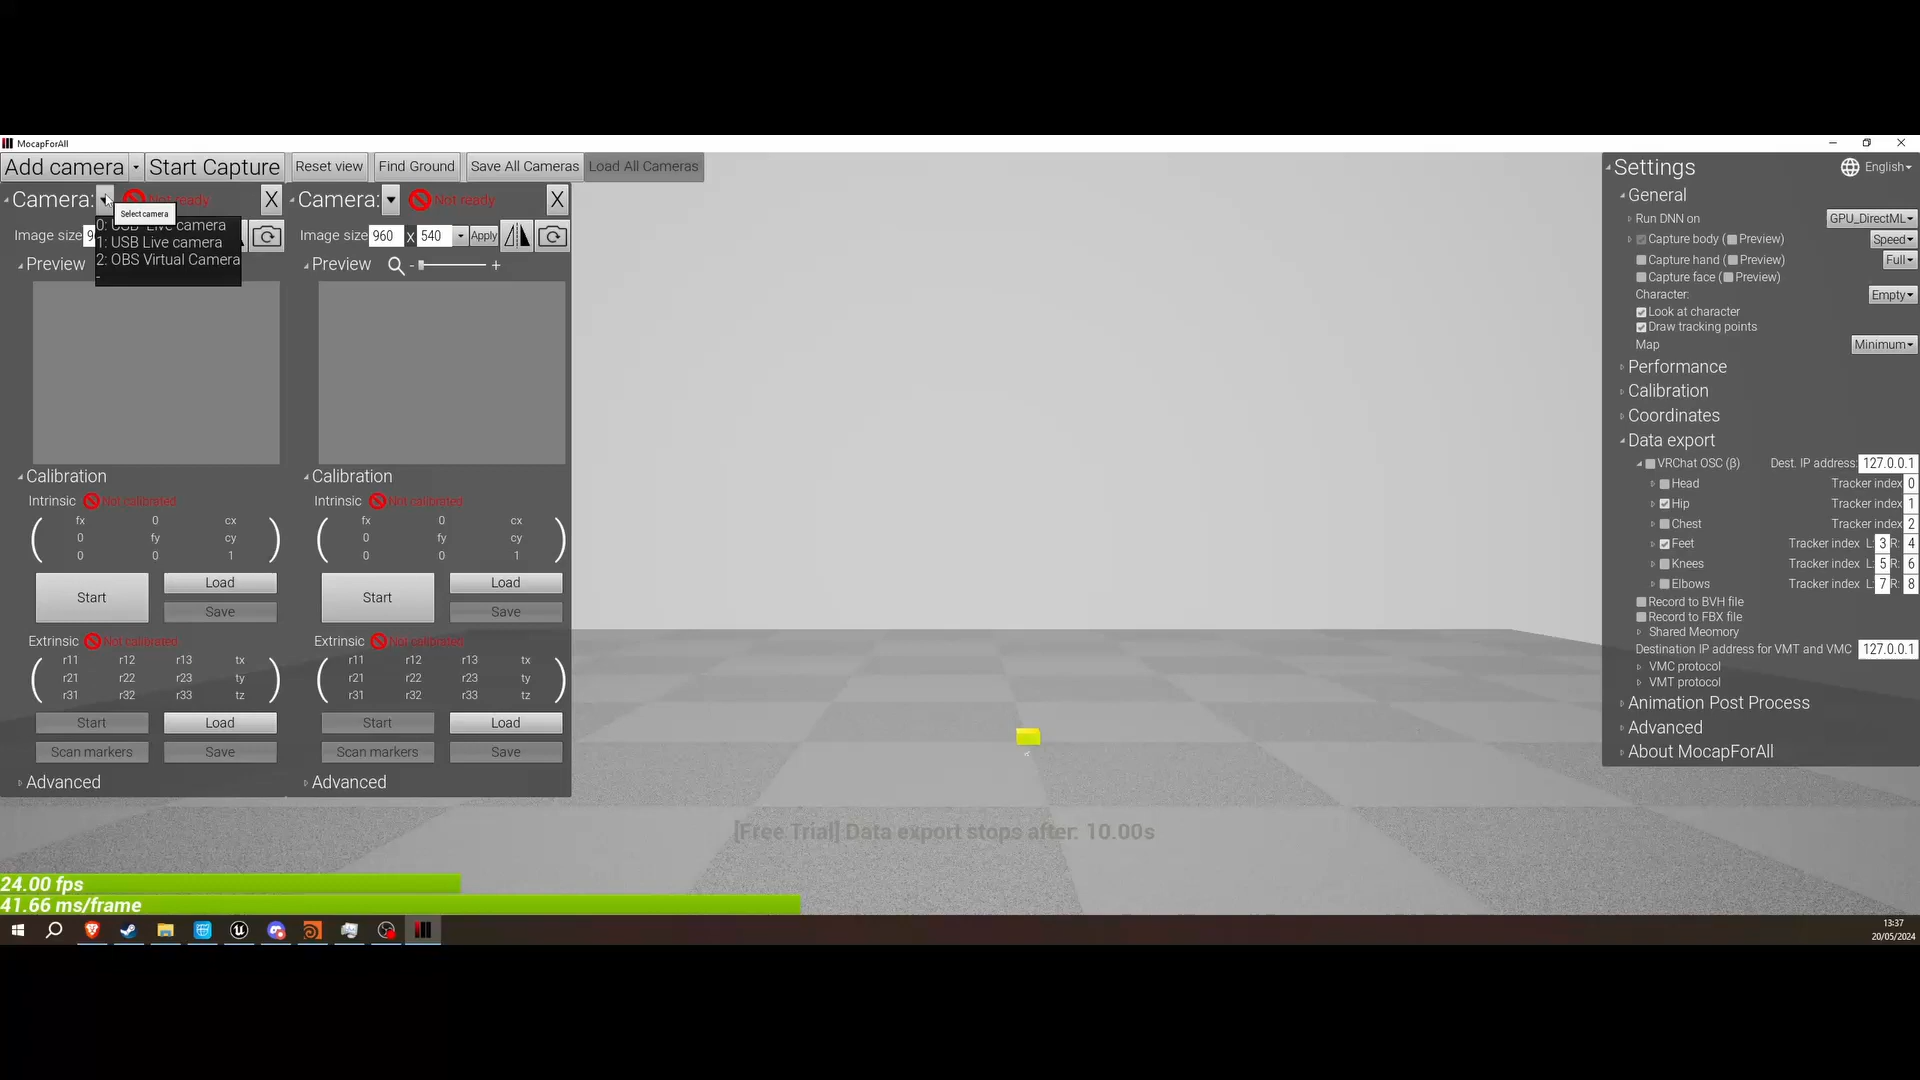 MocapForAll
Add camera Start Capture Reset view Find Ground Save All Cameras Load All Cameras
Camera: Not ready X
Select camera
0: USB Live camera
1: USB Live camera
2: OBS Virtual Camera
-
Image size
Preview
Calibration
Intrinsic Not calibrated
fx 0 cx
0 fy cy
0 0 1
Start Load
Save
Extrinsic Not calibrated
r11 r12 r13 tx
r21 r22 r23 ty
r31 r32 r33 tz
Start Load
Scan markers Save
Advanced
Camera: Not ready X
Image size 960 x 540 Apply
Preview - +
Calibration
Intrinsic Not calibrated
fx 0 cx
0 fy cy
0 0 1
Start Load
Save
Extrinsic Not calibrated
r11 r12 r13 tx
r21 r22 r23 ty
r31 r32 r33 tz
Start Load
Scan markers Save
Advanced
Settings English
General
Run DNN on GPU_DirectML
Capture body ( Preview) Speed
Capture hand ( Preview) Full
Capture face ( Preview)
Character: Empty
Look at character
Draw tracking points
Map Minimum
Performance
Calibration
Coordinates
Data export
VRChat OSC (β) Dest. IP address: 127.0.0.1
Head Tracker index 0
Hip Tracker index 1
Chest Tracker index 2
Feet Tracker index L: 3 R: 4
Knees Tracker index L: 5 R: 6
Elbows Tracker index L: 7 R: 8
Record to BVH file
Record to FBX file
Shared Meomory
Destination IP address for VMT and VMC 127.0.0.1
VMC protocol
VMT protocol
Animation Post Process
Advanced
About MocapForAll
[Free Trial] Data export stops after: 10.00s
24.00 fps
41.66 ms/frame
13:37
20/05/2024